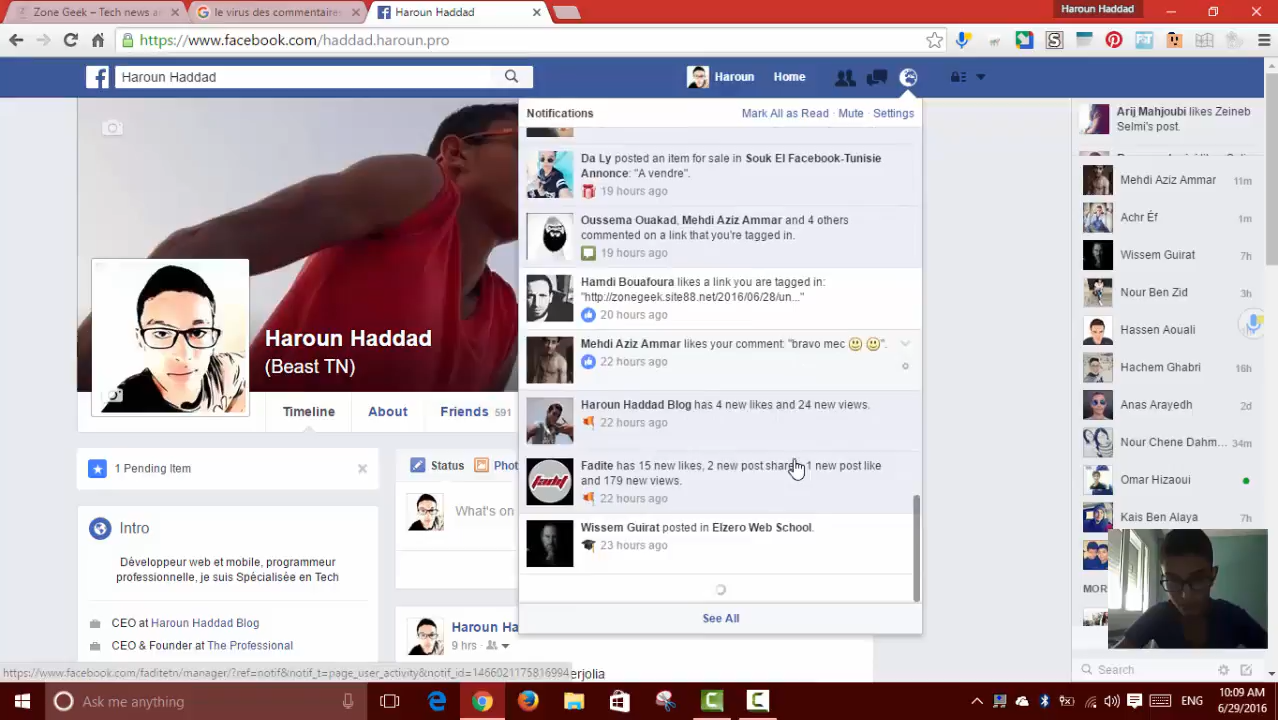 Zone Geek – Tech news a
le virus des commentaires
Haroun Haddad
Haroun Haddad
https://www.facebook.com/haddad.haroun.pro
Haroun Haddad
Haroun
Home
Notifications
Mark All as Read · Mute · Settings
Da Ly posted an item for sale in Souk El Facebook-Tunisie
Annonce: "A vendre".
19 hours ago
Oussema Ouakad, Mehdi Aziz Ammar and 4 others
commented on a link that you're tagged in.
19 hours ago
Hamdi Bouafoura likes a link you are tagged in:
"http://zonegeek.site88.net/2016/06/28/un..."
20 hours ago
Mehdi Aziz Ammar likes your comment: "bravo mec 🙂 🙂".
22 hours ago
Haroun Haddad Blog has 4 new likes and 24 new views.
22 hours ago
Fadite has 15 new likes, 2 new post shar 1 new post like
and 179 new views.
22 hours ago
Wissem Guirat posted in Elzero Web School.
23 hours ago
See All
Haroun Haddad
(Beast TN)
Timeline
About
Friends 591
1 Pending Item
Intro
Développeur web et mobile, programmeur
professionnelle, je suis Spécialisée en Tech
CEO at Haroun Haddad Blog
CEO & Founder at The Professional
Status
Phot
What's on
Haroun Ha
9 hrs ·
erjolia
Arij Mahjoubi likes Zeineb
Selmi's post.
Mehdi Aziz Ammar 11m
Achr Éf 1m
Wissem Guirat 7h
Nour Ben Zid 3h
Hassen Aouali
Hachem Ghabri 16h
Anas Arayedh 2d
Nour Chene Dahm... 34m
Omar Hizaoui
Kais Ben Alaya 7h
MOR
Search
https://www.facebook.com/faditetn/manager/?ref=notif&notif_t=page_user_activity&notif_id=1466021175816994
Ask me anything
ENG
10:09 AM
6/29/2016